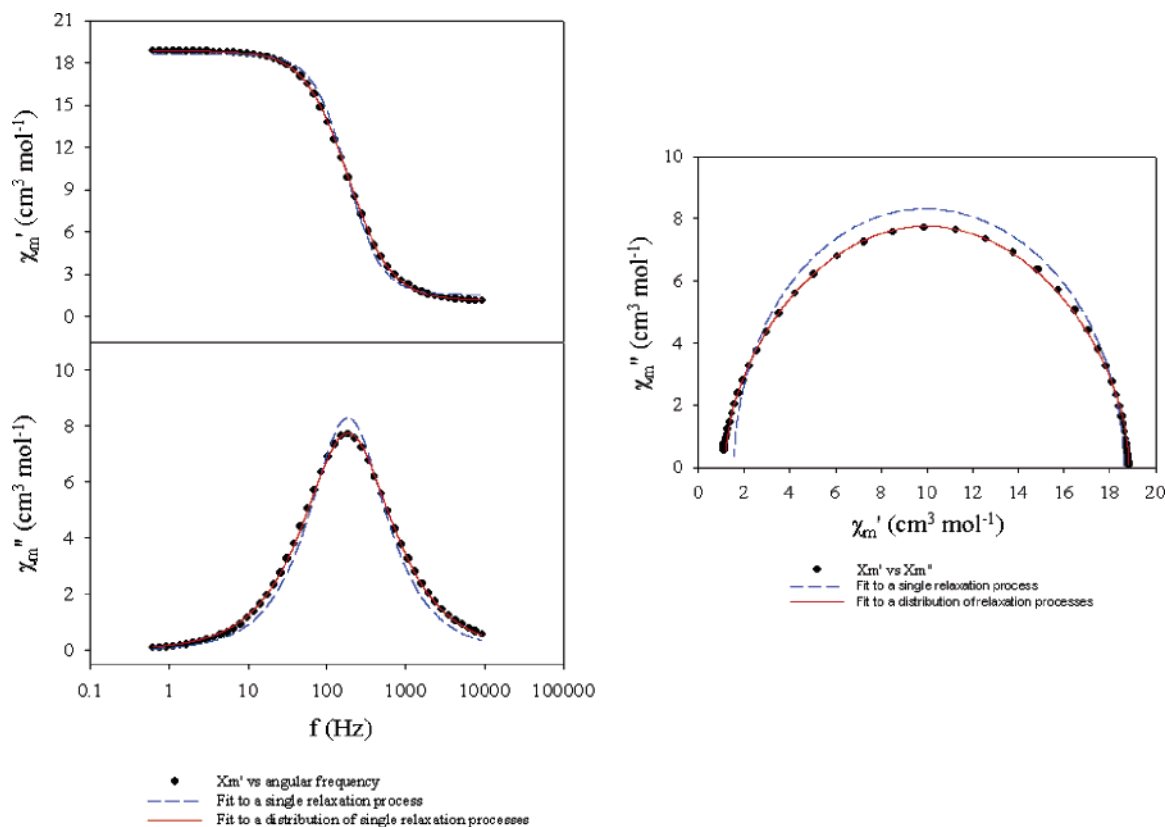 21
18
15
12
9
6
3
0
χm' (cm³ mol⁻¹)
10
8
6
4
2
0
χm" (cm³ mol⁻¹)
0.1 1 10 100 1000 10000 100000
f (Hz)
Xm' vs angular frequency
Fit to a single relaxation process
Fit to a distribution of single relaxation processes
10
8
6
4
2
0
χm" (cm³ mol⁻¹)
0 2 4 6 8 10 12 14 16 18 20
χm' (cm³ mol⁻¹)
Xm' vs Xm"
Fit to a single relaxation process
Fit to a distribution of relaxation processes